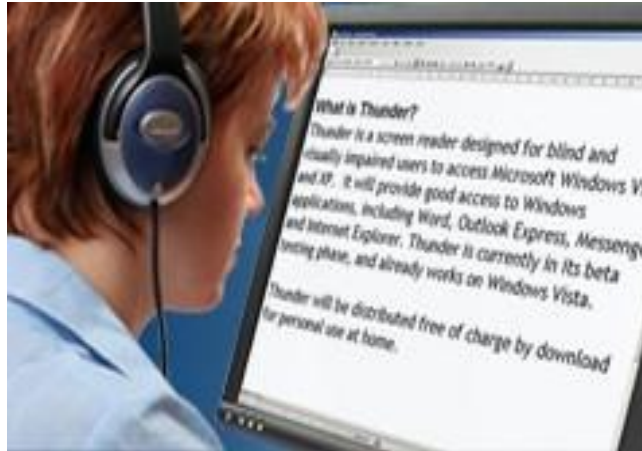 What is Thunder?
Thunder is a screen reader designed for blind and
visually impaired users to access Microsoft Windows V
and XP. It will provide good access to Windows
applications, including Word, Outlook Express, Messenge
and Internet Explorer. Thunder is currently in its beta
testing phase, and already works on Windows Vista.
Thunder will be distributed free of charge by download
for personal use at home.